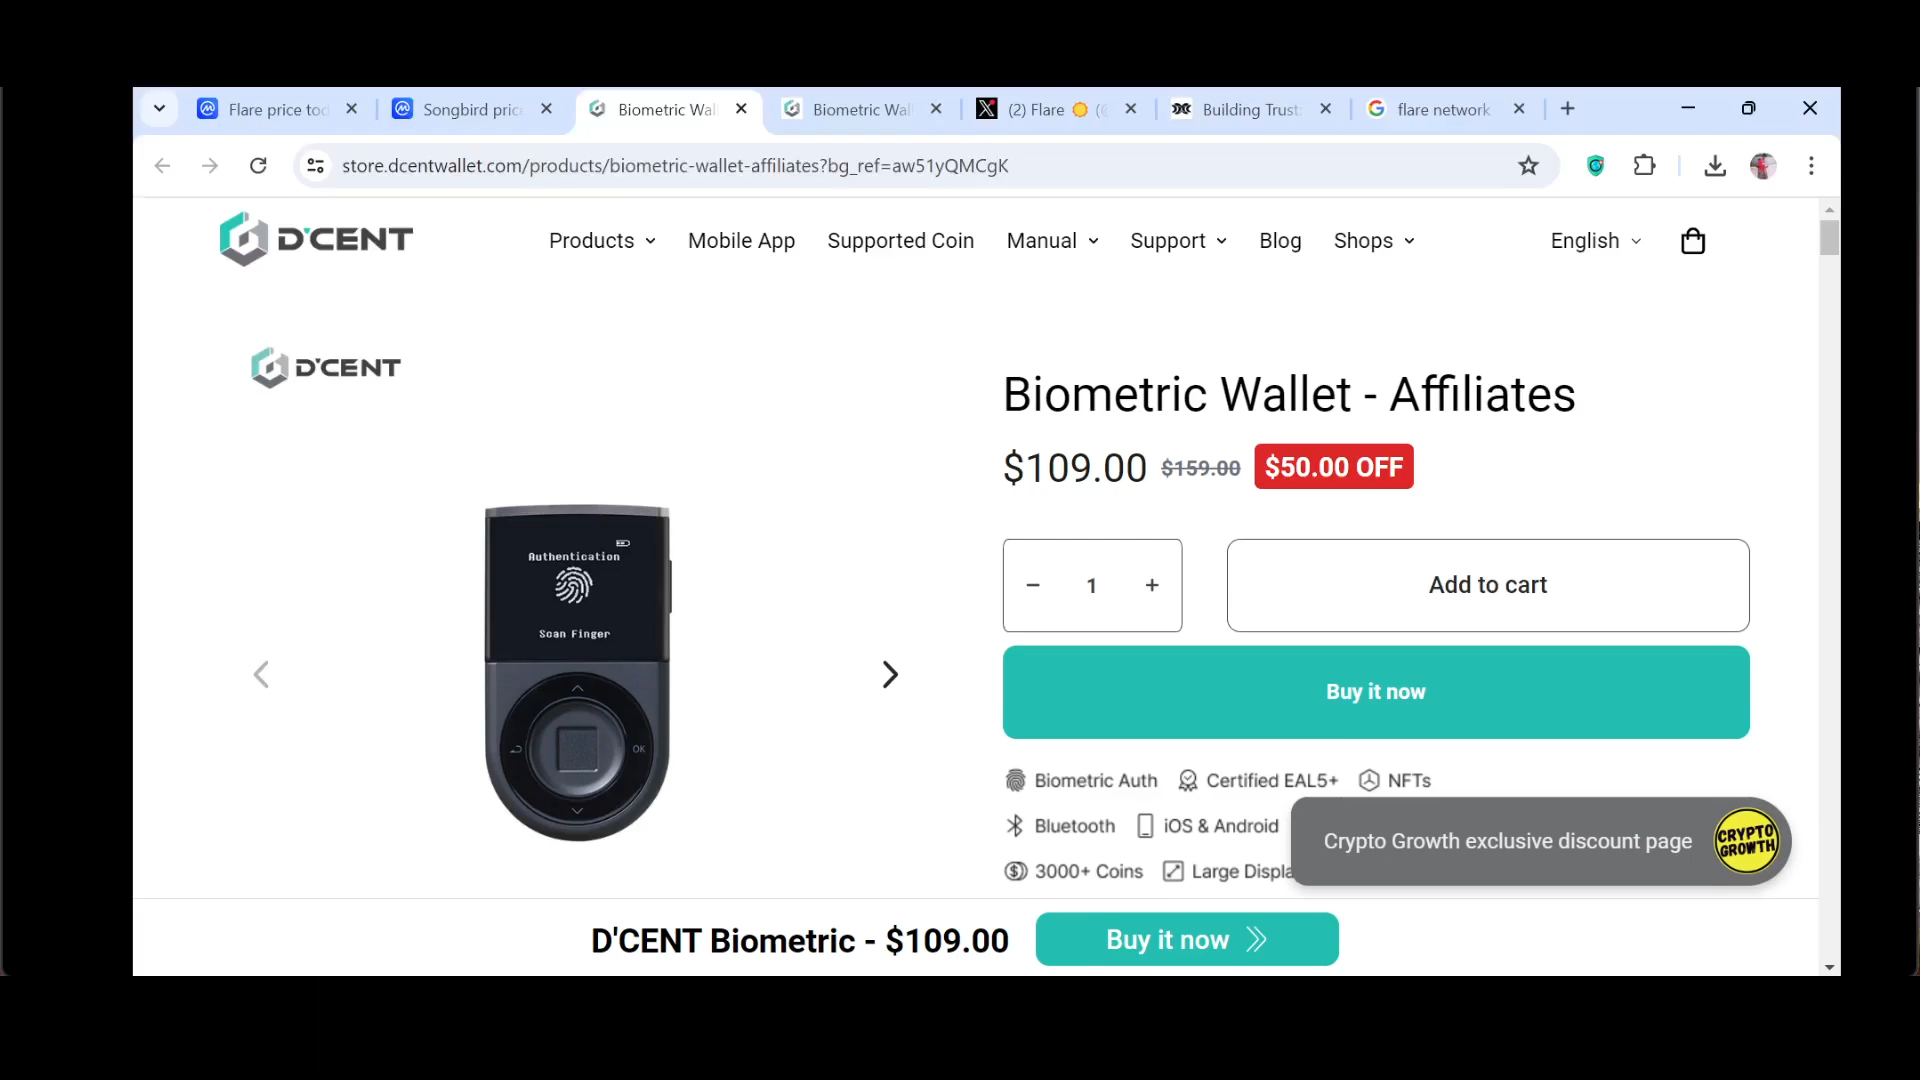 Flare price tod
Songbird pric
Biometric Wal
Biometric Wal
(2) Flare
Building Trust
flare network
store.dcentwallet.com/products/biometric-wallet-affiliates?bg_ref=aw51yQMCgK
D'CENT
Products
Mobile App
Supported Coin
Manual
Support
Blog
Shops
English
D'CENT
Biometric Wallet - Affiliates
$109.00 $159.00 $50.00 OFF
Authentication
Scan Finger
OK
1
Add to cart
Buy it now
Biometric Auth Certified EAL5+ NFTs
Bluetooth iOS & Android
3000+ Coins Large Displa
Crypto Growth exclusive discount page
CRYPTO
GROWTH
D'CENT Biometric - $109.00
Buy it now